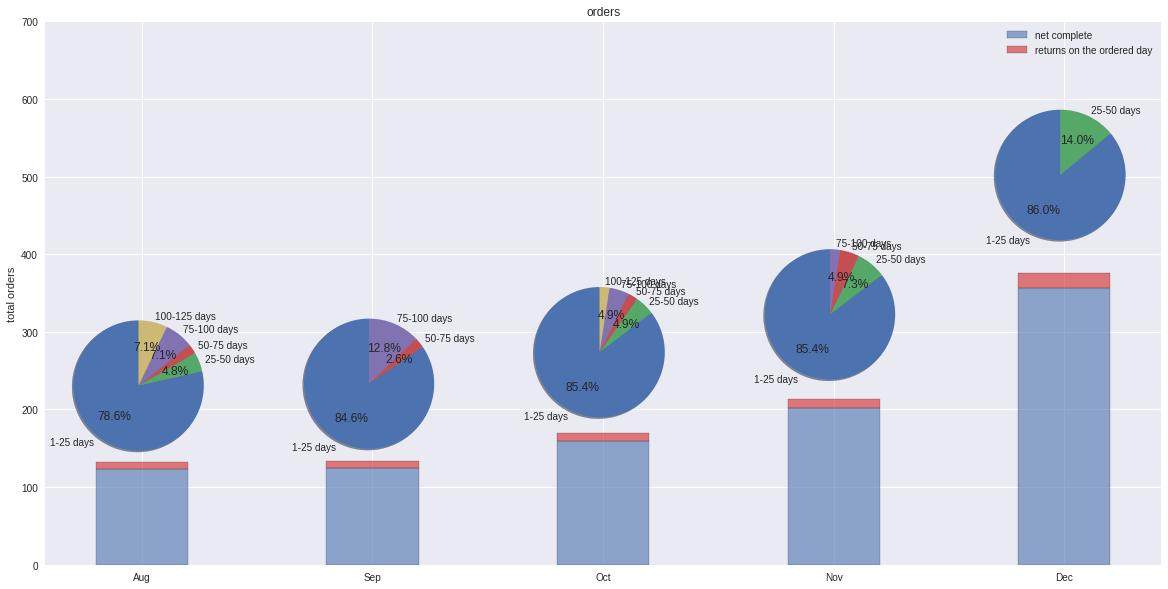 orders
700
600
500
400
300
200
100
0
total orders
net complete
returns on the ordered day
100-125 days
75-100 days
50-75 days
25-50 days
7.1%
7.1%
4.8%
78.6%
1-25 days
75-100 days
50-75 days
12.8%
2.6%
84.6%
1-25 days
100-125 days
75-100 days
50-75 days
25-50 days
4.9%
4.9%
85.4%
1-25 days
75-100 days
50-75 days
25-50 days
4.9%
7.3%
85.4%
1-25 days
25-50 days
14.0%
86.0%
1-25 days
Aug
Sep
Oct
Nov
Dec